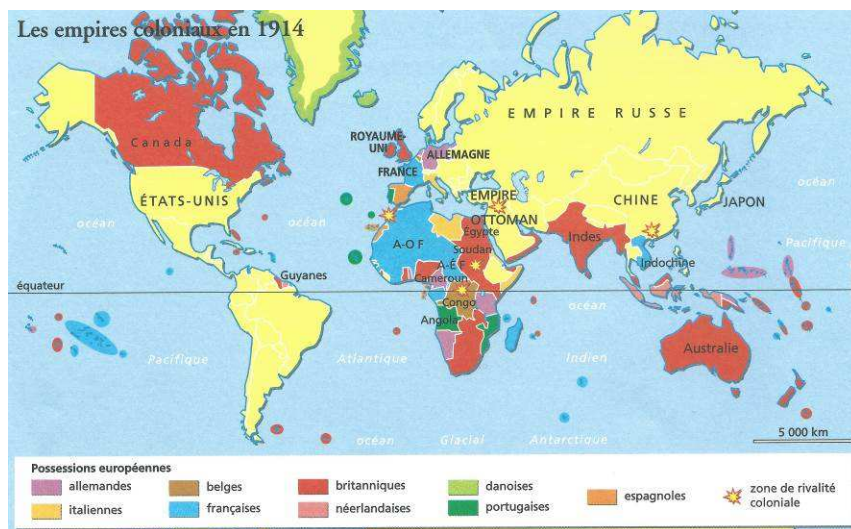 Les empires coloniaux en 1914
EMPIRE RUSSE
ROYAUME-
UNI
Canada
ALLEMAGNE
FRANCE
ÉTATS-UNIS
EMPIRE
OTTOMAN
CHINE
JAPON
océan
océan
A-O F
Égypte
Indes
Soudan
Pacifique
A-É F
Indochine
Guyanes
Cameroun
équateur
Congo
océan
Angola
Australie
Pacifique
Atlantique
Indien
océan
Glacial
Antarctique
5 000 km
Possessions européennes
allemandes
belges
britanniques
danoises
espagnoles
zone de rivalité
coloniale
italiennes
françaises
néerlandaises
portugaises